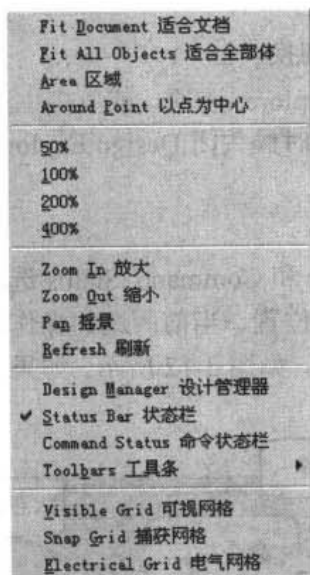 Fit Document 适合文档
Fit All Objects 适合全部体
Area 区域
Around Point 以点为中心
50%
100%
200%
400%
Zoom In 放大
Zoom Out 缩小
Pan 摇景
Refresh 刷新
Design Manager 设计管理器
✓ Status Bar 状态栏
Command Status 命令状态栏
Toolbars 工具条
Visible Grid 可视网格
Snap Grid 捕获网格
Electrical Grid 电气网格